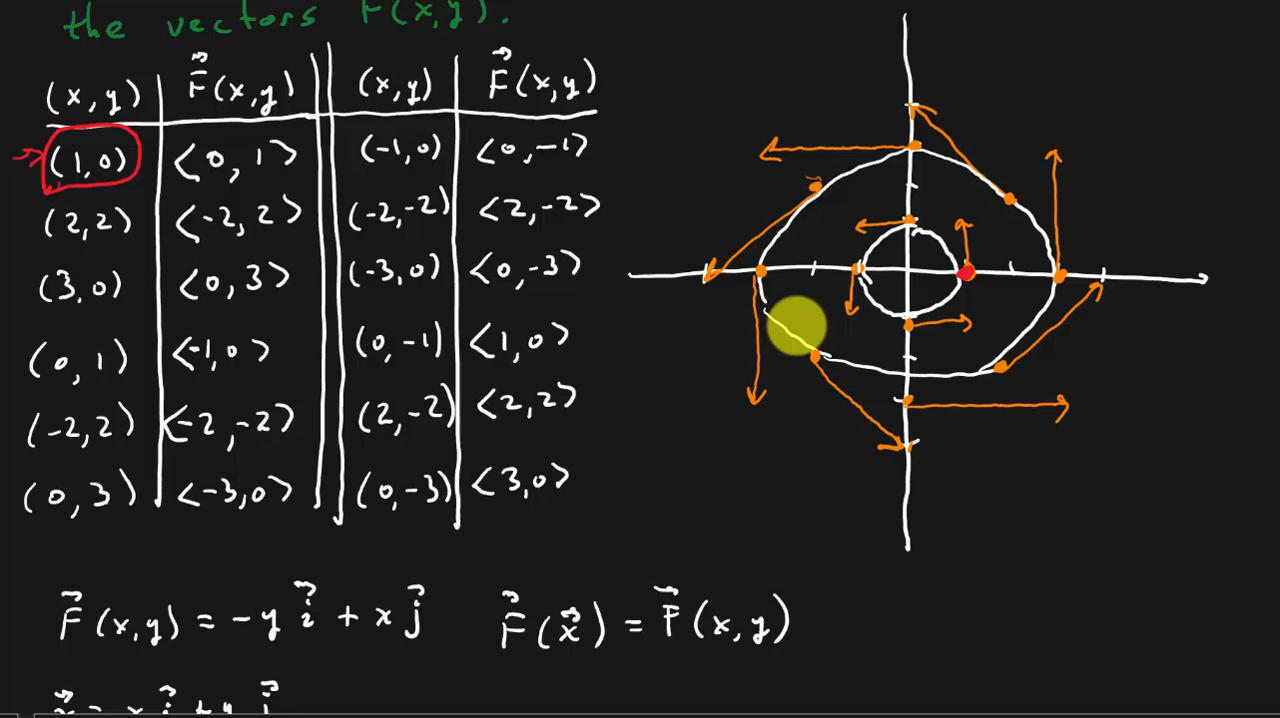 the vectors F(x,y).
(x,y) F⃗(x,y) (x,y) F⃗(x,y)
(1,0) <0,1> (-1,0) <0,-1>
(2,2) <-2,2> (-2,-2) <2,-2>
(3,0) <0,3> (-3,0) <0,-3>
(0,1) <-1,0> (0,-1) <1,0>
(-2,2) <-2,-2> (2,-2) <2,2>
(0,3) <-3,0> (0,-3) <3,0>
F⃗(x,y) = -y i⃗ + x j⃗ F⃗(x⃗) = F⃗(x,y)
x⃗ = x i⃗ + y j⃗